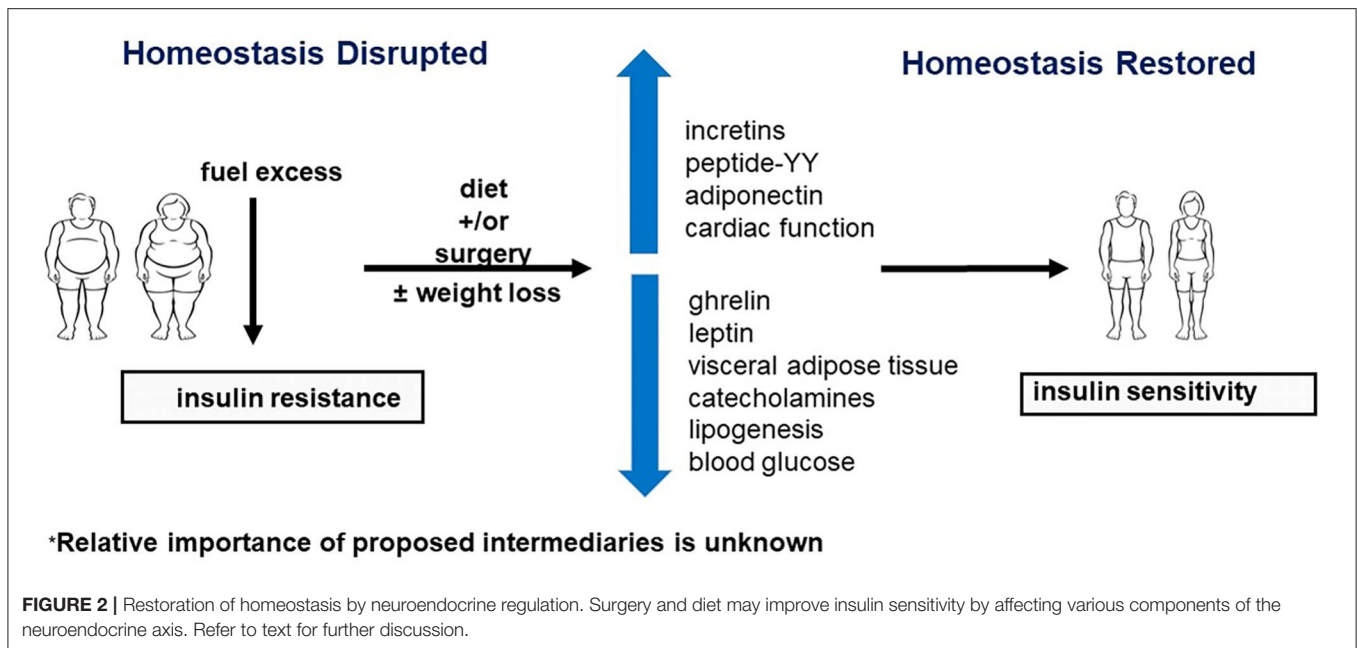 Homeostasis Disrupted
Homeostasis Restored
fuel excess
insulin resistance
diet
+/or
surgery
± weight loss
incretins
peptide-YY
adiponectin
cardiac function
ghrelin
leptin
visceral adipose tissue
catecholamines
lipogenesis
blood glucose
insulin sensitivity
*Relative importance of proposed intermediaries is unknown
FIGURE 2 | Restoration of homeostasis by neuroendocrine regulation. Surgery and diet may improve insulin sensitivity by affecting various components of the
neuroendocrine axis. Refer to text for further discussion.